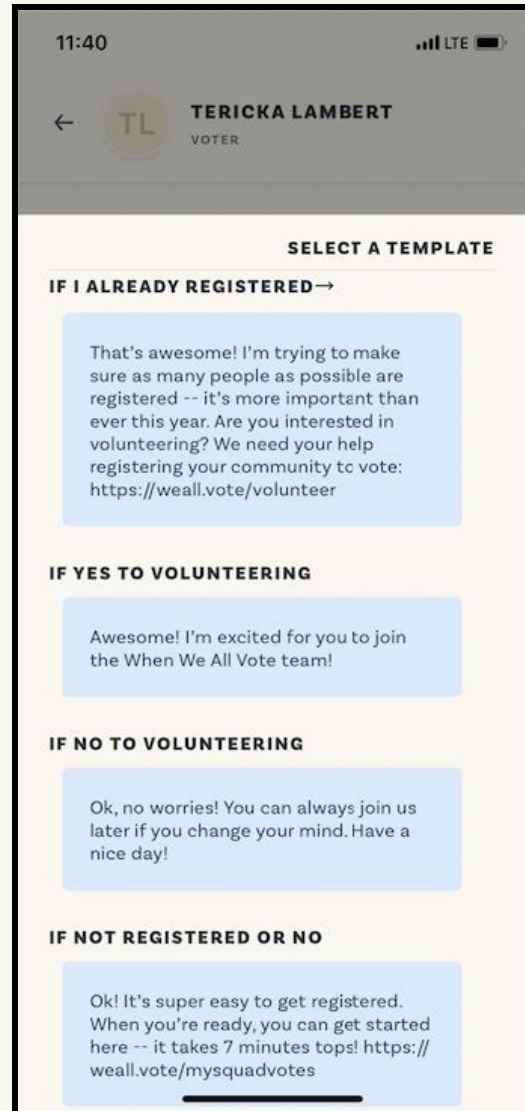 11:40
LTE
TL
TERICKA LAMBERT
VOTER
SELECT A TEMPLATE
IF I ALREADY REGISTERED→
That's awesome! I'm trying to make
sure as many people as possible are
registered -- it's more important than
ever this year. Are you interested in
volunteering? We need your help
registering your community to vote:
https://weall.vote/volunteer
IF YES TO VOLUNTEERING
Awesome! I'm excited for you to join
the When We All Vote team!
IF NO TO VOLUNTEERING
Ok, no worries! You can always join us
later if you change your mind. Have a
nice day!
IF NOT REGISTERED OR NO
Ok! It's super easy to get registered.
When you're ready, you can get started
here -- it takes 7 minutes tops! https://
weall.vote/mysquadvotes